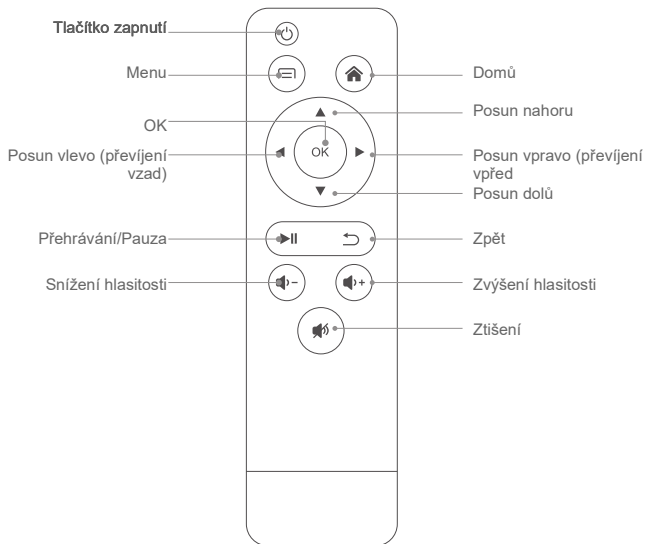 Tlačítko zapnutí
Menu
Domů
Posun nahoru
OK
Posun vlevo (převíjení
vzad)
OK
Posun vpravo (převíjení
vpřed
Posun dolů
Přehrávání/Pauza
Zpět
Snížení hlasitosti
Zvýšení hlasitosti
Ztišení